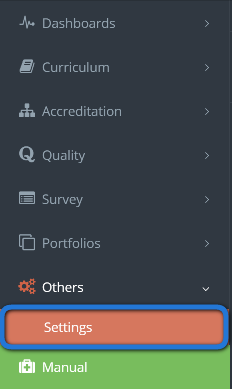 Dashboards
Curriculum
Accreditation
Quality
Survey
Portfolios
Others
Settings
Manual